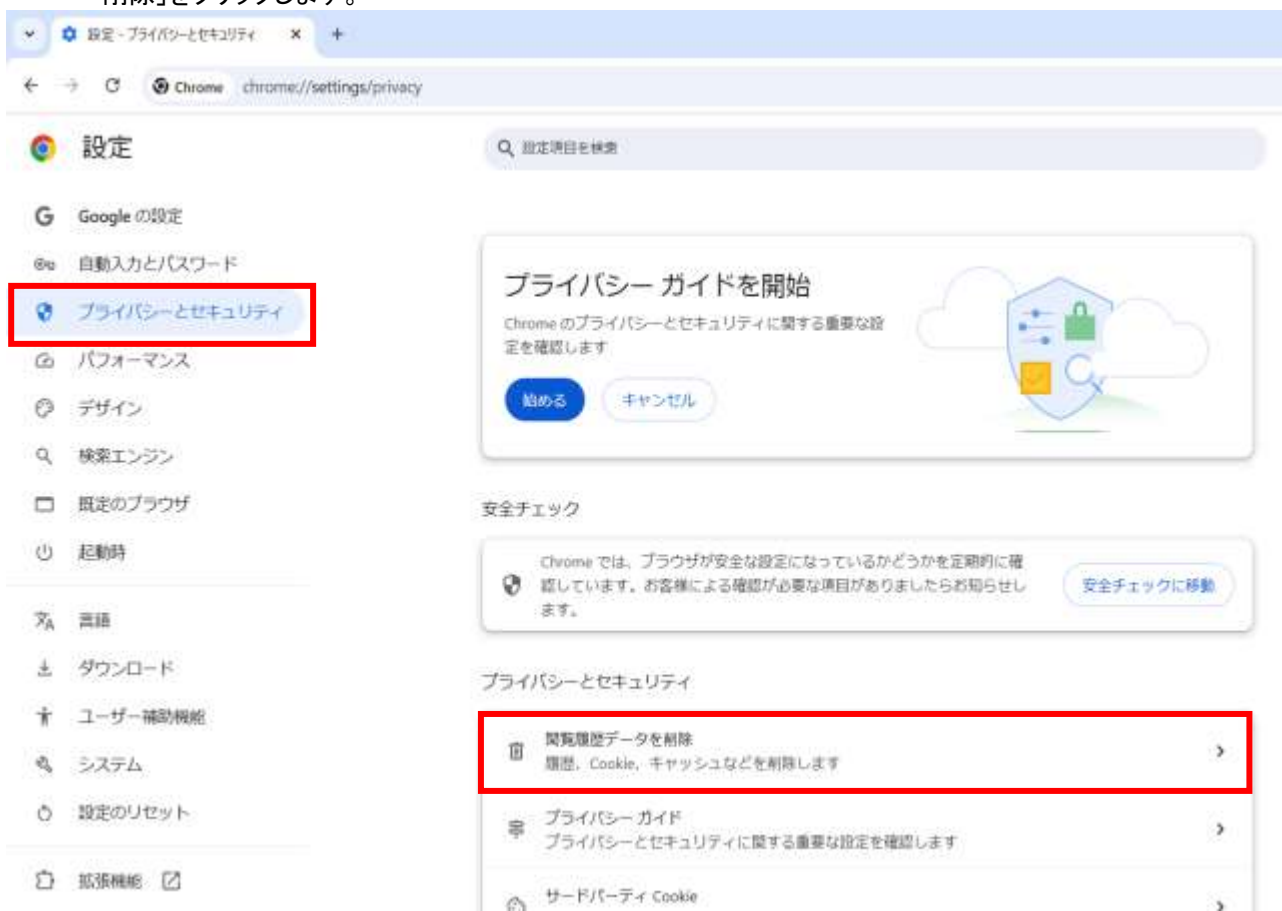 削除」をクリックします。
設定 - プライバシーとセキュリティ
Chrome chrome://settings/privacy
設定
設定項目を検索
Google の設定
自動入力とパスワード
プライバシーとセキュリティ
パフォーマンス
デザイン
検索エンジン
既定のブラウザ
起動時
言語
ダウンロード
ユーザー補助機能
システム
設定のリセット
拡張機能
プライバシー ガイドを開始
Chrome のプライバシーとセキュリティに関する重要な設
定を確認します
始める
キャンセル
安全チェック
Chrome では、ブラウザが安全な設定になっているかどうかを定期的に確
認しています。お客様による確認が必要な項目がありましたらお知らせし
ます。
安全チェックに移動
プライバシーとセキュリティ
閲覧履歴データを削除
履歴、Cookie、キャッシュなどを削除します
プライバシー ガイド
プライバシーとセキュリティに関する重要な設定を確認します
サードパーティ Cookie